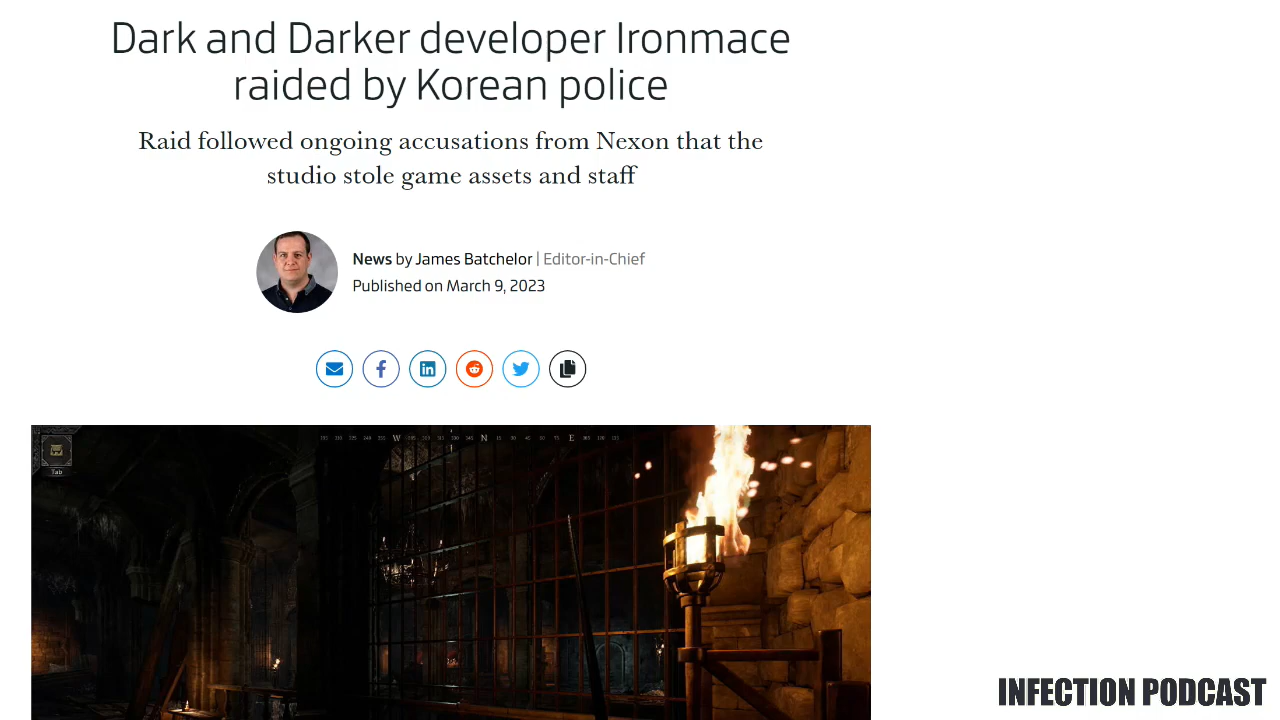 Dark and Darker developer Ironmace
raided by Korean police
Raid followed ongoing accusations from Nexon that the
studio stole game assets and staff
News by James Batchelor | Editor-in-Chief
Published on March 9, 2023
W N E
Tab
INFECTION PODCAST